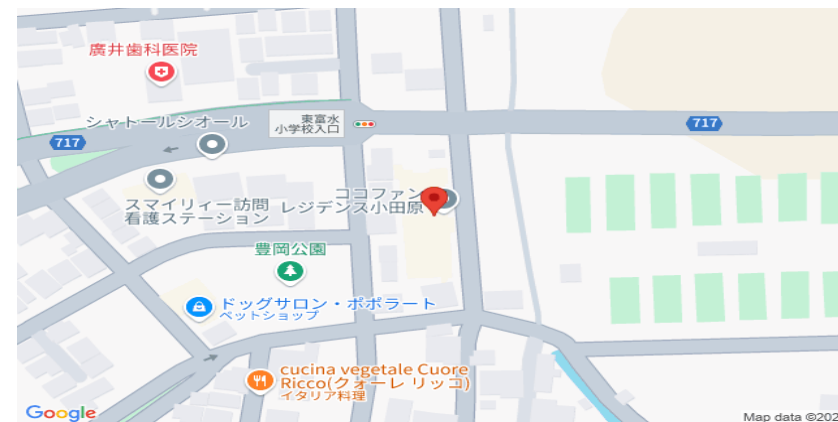 廣井歯科医院
シャトールシオール
東富水
小学校入口
717
717
スマイリィー訪問
看護ステーション
ココファン
レジデンス小田原
豊岡公園
ドッグサロン・ポポラート
ペットショップ
cucina vegetale Cuore
Ricco(クォーレ リッコ)
イタリア料理
Google
Map data ©202